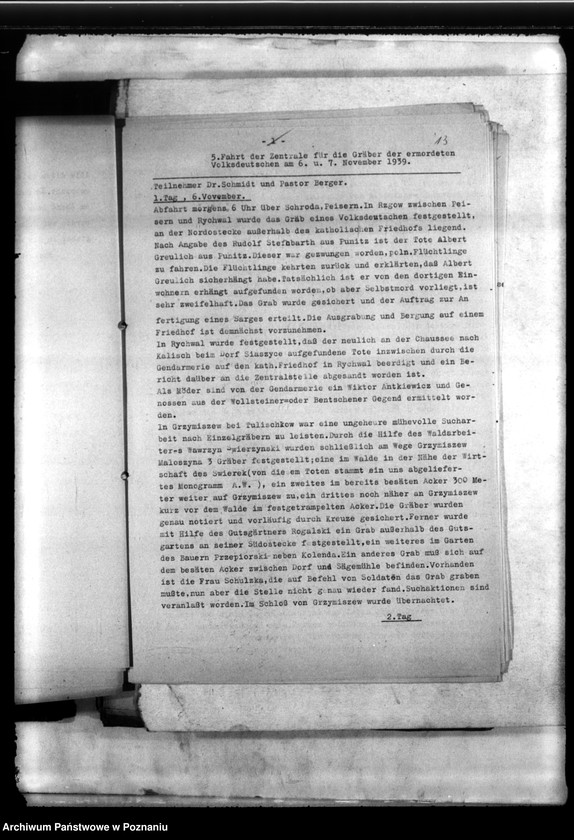 13
5.Fahrt der Zentrale für die Gräber der ermordeten
Volksdeutschen am 6. u. 7. November 1939.
Teilnehmer Dr.Schmidt und Pastor Berger.
1.Tag , 6.Vovember.
Abfahrt morgens 6 Uhr über Schroda,Peisern.In Rzgow zwischen Pei-
sern und Rychwal wurde das Grab eines Volksdeutschen festgestellt,
an der Nordostecke außerhalb des katholischen Friedhofs liegend.
Nach Angabe des Rudolf Steinbarth aus Punitz ist der Tote Albert
Greulich aus Punitz.Dieser war gezwungen worden,poln.Flüchtlinge
zu fahren.Die Flüchtlinge kehrten zurück und erklärten,daß Albert
Greulich sicherhängt habe.Tatsächlich ist er von den dortigen Ein-
wohnern erhängt aufgefunden worden,ob aber Selbstmord vorliegt,ist
sehr zweifelhaft.Das Grab wurde gesichert und der Auftrag zur An
fertigung eines Sarges erteilt.Die Ausgrabung und Bergung auf einem
Friedhof ist demnächst vorzunehmen.
In Rychwal wurde festgestellt,daß der neulich an der Chaussee nach
Kalisch beim Dorf Siaszyce aufgefundene Tote inzwischen durch die
Gendarmerie auf den kath.Friedhof in Rychwal beerdigt und ein Be-
richt daüber an die Zentralstelle abgesandt worden ist.
Als Möder sind von der Gendarmerie ein Wiktor Antkiewicz und Ge-
nossen aus der Wollsteiner=oder Bentschener Gegend ermittelt wor-
den.
In Grzymiszew bei Tulischkow war eine ungeheure mühevolle Suchar-
beit nach Einzelgräbern zu leisten.Durch die Hilfe des Waldarbei-
ter=s Wawrzyn wurden schließlich am Wege Grzymiszew
Maloszyna 3 Gräber festgestellt;eins im Walde in der Nähe der Wirt-
schaft des Swierek(von diesem Toten stammt ein uns abgeliefer-
tes Monogramm A.W. ), ein zweites im bereits besäten Acker 300 Me-
ter weiter auf Grzymiszew zu,ein drittes noch näher an Grzymiszew
kurz vor dem Walde im festgetrampelten Acker.Die Gräber wurden
genau notiert und vorläufig durch Kreuze gesichert.Ferner wurde
mit Hilfe des Gutsgärtners Rogalski ein Grab außerhalb des Guts-
gartens an seiner Südostecke festgestellt,ein weiteres im Garten
des Bauern Przepiorski neben Kolenda.Ein anderes Grab muß sich auf
dem besäten Acker zwischen Dorf und Sägemühle befinden.Vorhanden
ist die Frau Schulzka,die auf Befehl von Soldaten das Grab graben
mußte,nun aber die Stelle nicht genau wieder fand.Suchaktionen sind
veranlaßt worden.Im Schloß von Grzymiszew wurde übernachtet.
2.Tag
Archiwum Państwowe w Poznaniu